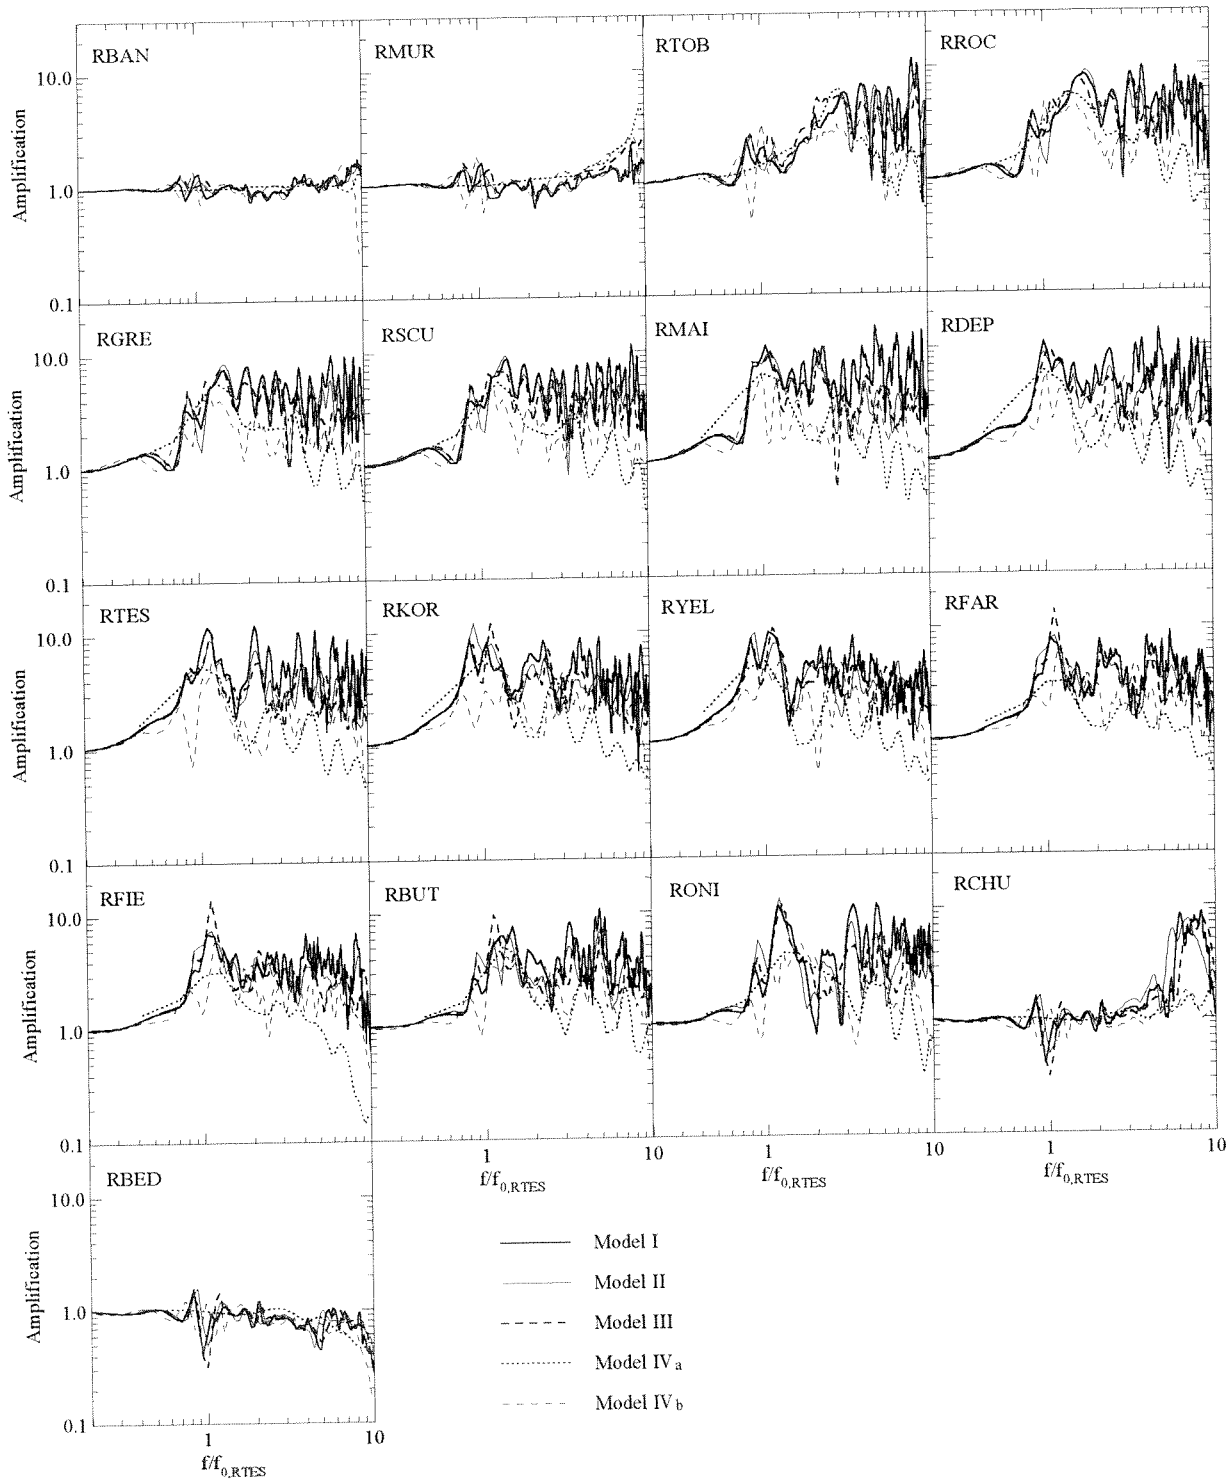 RBAN
RMUR
RTOB
RROC
10.0
1.0
0.1
Amplification
RGRE
RSCU
RMAI
RDEP
10.0
1.0
0.1
Amplification
RTES
RKOR
RYEL
RFAR
10.0
1.0
0.1
Amplification
RFIE
RBUT
RONI
RCHU
10.0
1.0
0.1
Amplification
1
10
1
10
1
10
f/f0,RTES
f/f0,RTES
f/f0,RTES
RBED
10.0
1.0
0.1
Amplification
1
10
f/f0,RTES
Model I
Model II
Model III
Model IVa
Model IVb